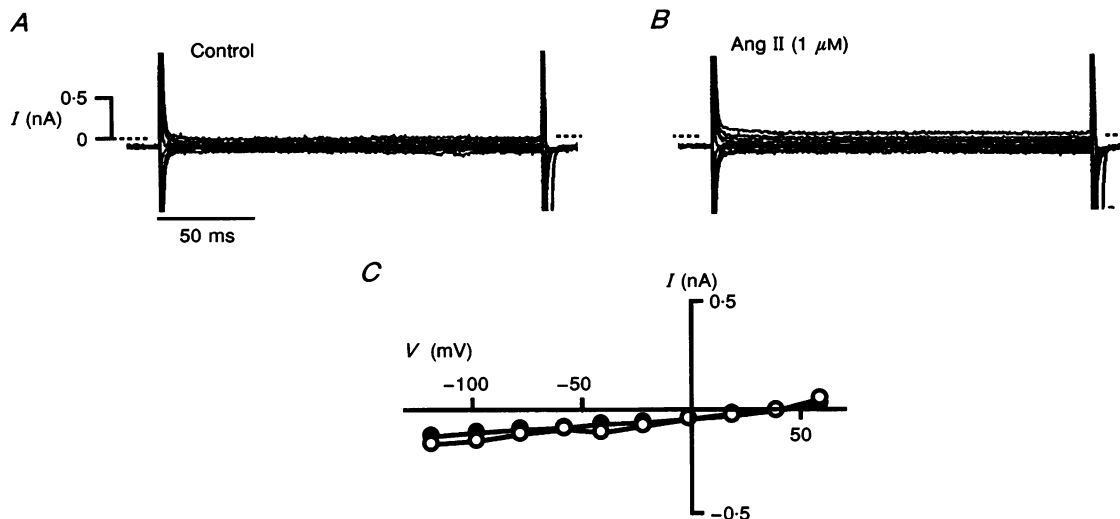 A
Control
0·5
I (nA)
0
50 ms
B
Ang II (1 μM)
C
I (nA)
0·5
V (mV)
−100
−50
50
−0·5